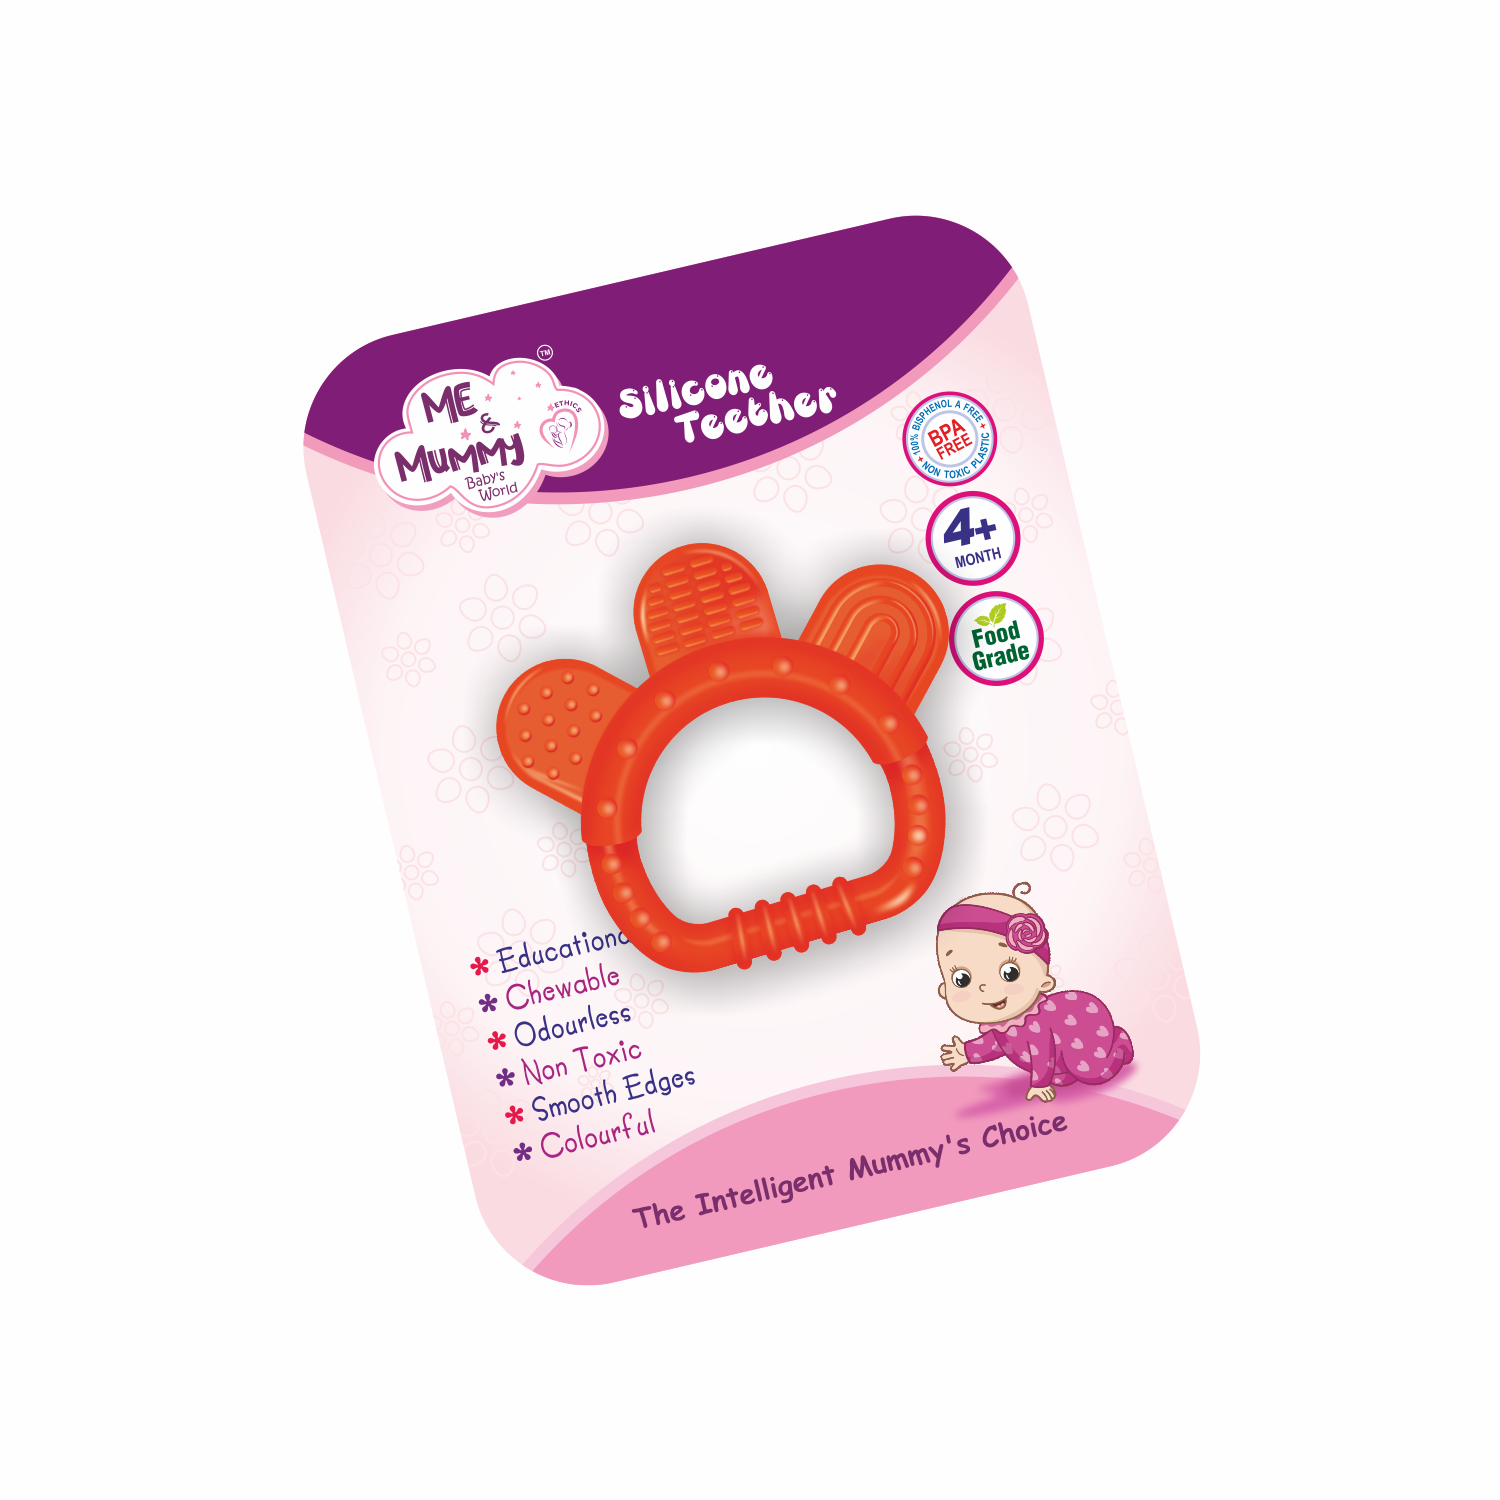 TM
ME
&
Mummy
Baby's
World
ETHICS
Silicone
Teether
100% BISPHENOL A FREE
BPA
FREE
NON TOXIC PLASTIC
4+
MONTH
Food
Grade
* Educationa
* Chewable
* Odourless
* Non Toxic
* Smooth Edges
* Colourful
The Intelligent Mummy's Choice